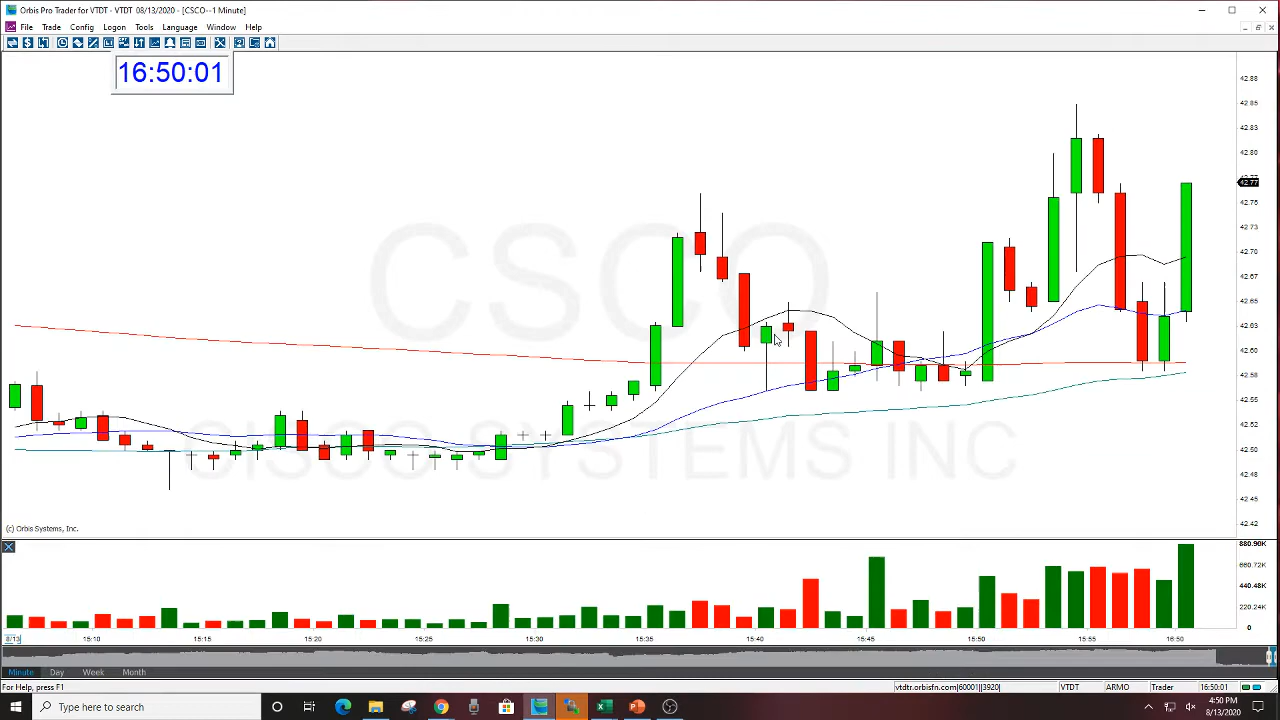 Orbis Pro Trader for VTDT - VTDT 08/13/2020 - [CSCO--1 Minute]
File Trade Config Logon Tools Language Window Help
16:50:01
CSCO
CISCO SYSTEMS INC
42.88
42.85
42.83
42.80
42.77
42.75
42.73
42.70
42.67
42.65
42.63
42.60
42.58
42.55
42.52
42.50
42.48
42.45
42.42
(c) Orbis Systems, Inc.
880.90K
660.72K
440.48K
220.24K
0
8/13 15:10 15:15 15:20 15:25 15:30 15:35 15:40 15:45 15:50 15:55 16:50
Minute Day Week Month
For Help, press F1
vtdtr.orbisfn.com|60001||3920| VTDT ARMO Trader 16:50:01
Type here to search
4:50 PM
8/13/2020